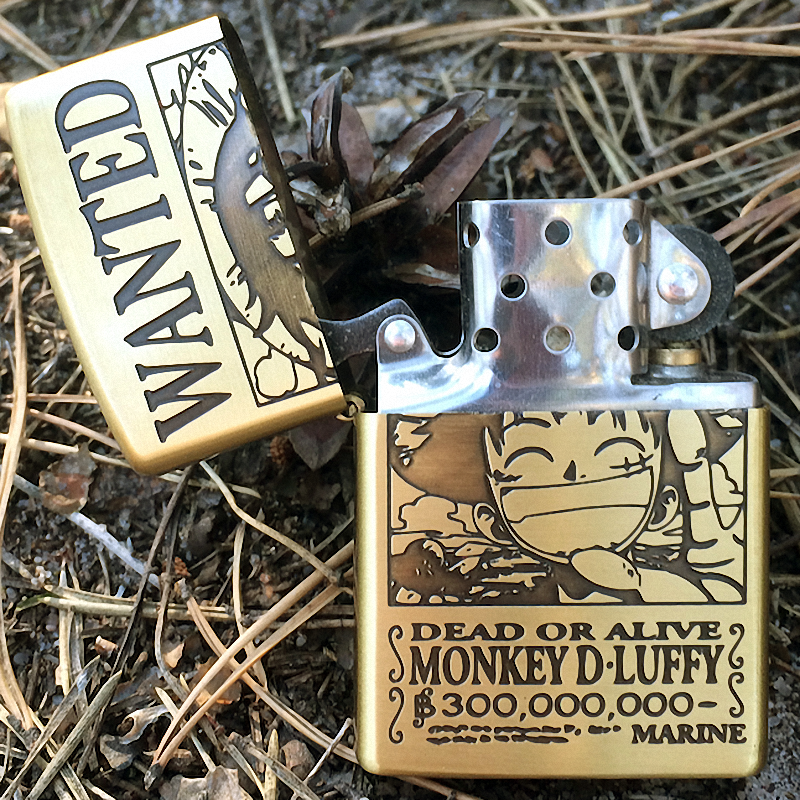 WANTED
DEAD OR ALIVE
MONKEY D·LUFFY
฿300,000,000-
MARINE